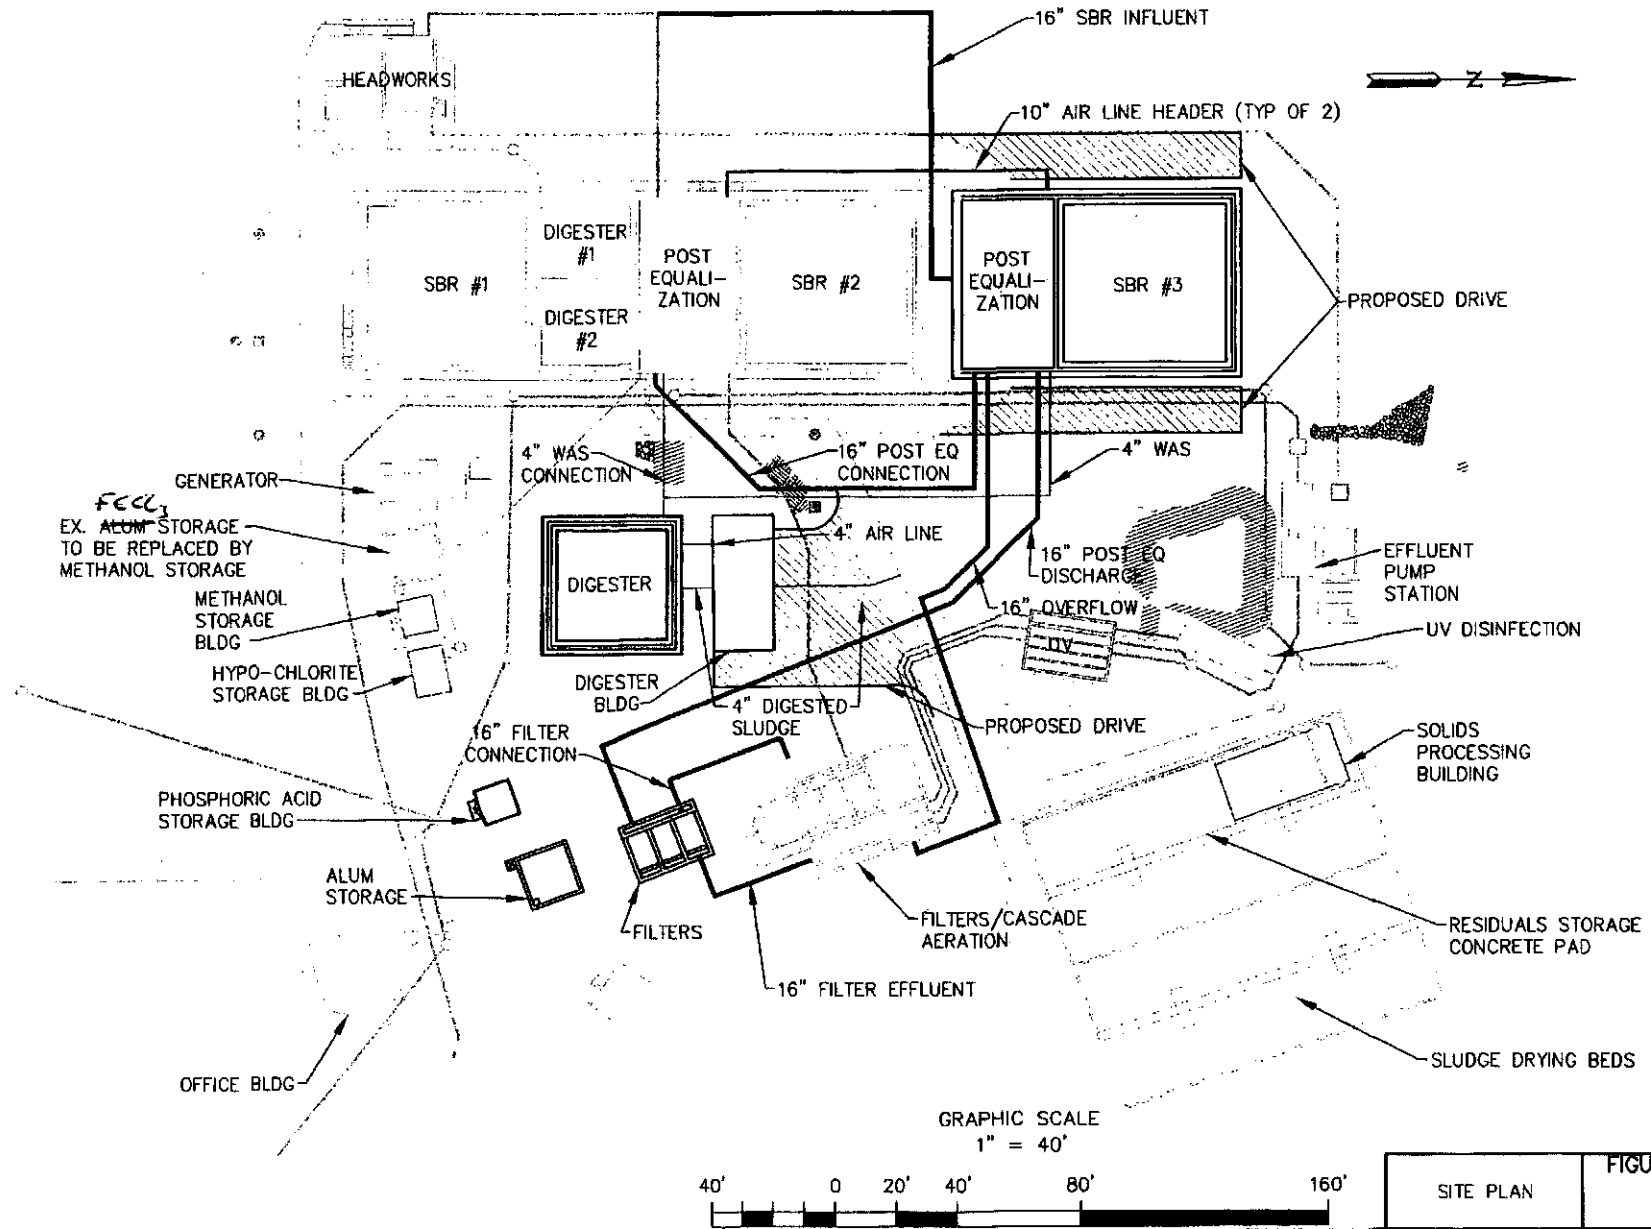 16" SBR INFLUENT
HEADWORKS
Z
10" AIR LINE HEADER (TYP OF 2)
DIGESTER
#1
SBR #1
POST
EQUALI-
ZATION
SBR #2
POST
EQUALI-
ZATION
SBR #3
PROPOSED DRIVE
DIGESTER
#2
4" WAS
CONNECTION
16" POST EQ
CONNECTION
4" WAS
GENERATOR
FECL3
EX. ALUM STORAGE
TO BE REPLACED BY
METHANOL STORAGE
4" AIR LINE
16" POST EQ
DISCHARGE
EFFLUENT
PUMP
STATION
DIGESTER
METHANOL
STORAGE
BLDG
16" OVERFLOW
UV
UV DISINFECTION
HYPO-CHLORITE
STORAGE BLDG
DIGESTER
BLDG
4" DIGESTED
SLUDGE
PROPOSED DRIVE
16" FILTER
CONNECTION
SOLIDS
PROCESSING
BUILDING
PHOSPHORIC ACID
STORAGE BLDG
ALUM
STORAGE
FILTERS
FILTERS/CASCADE
AERATION
RESIDUALS STORAGE
CONCRETE PAD
16" FILTER EFFLUENT
OFFICE BLDG
SLUDGE DRYING BEDS
GRAPHIC SCALE
1" = 40'
40' 0 20' 40' 80' 160'
SITE PLAN
FIGU